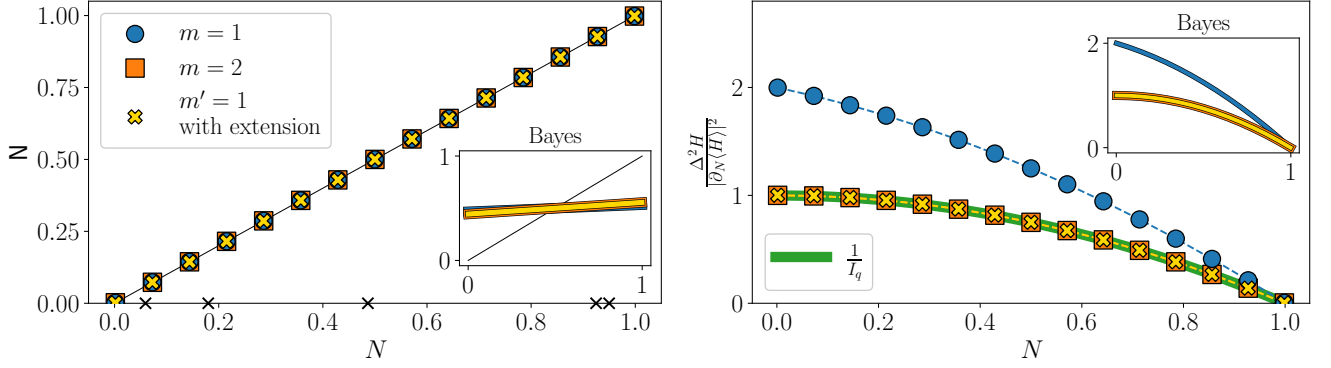 1.00
0.75
0.50
0.25
0.00
N
m = 1
m = 2
m′ = 1
with extension
Bayes
1
0
0
1
0.0
0.2
0.4
0.6
0.8
1.0
N
2
1
0
Δ²H
|∂_N⟨H⟩|²
Bayes
2
0
0
1
1
I_q
0.0
0.2
0.4
0.6
0.8
1.0
N